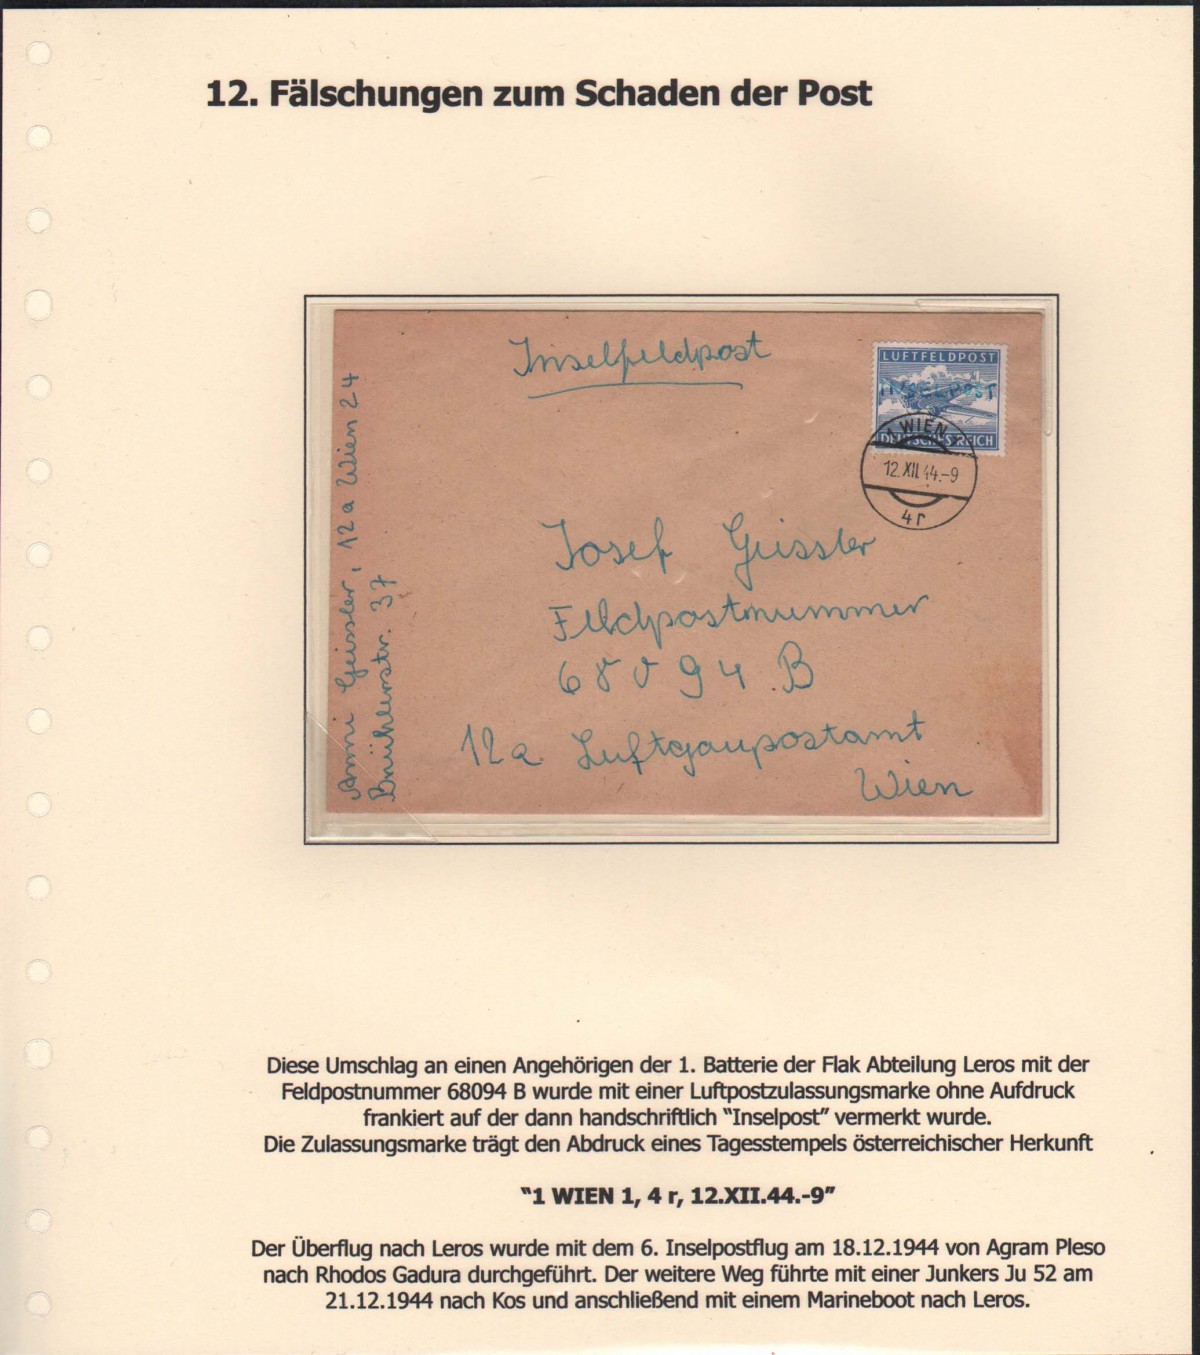 12. Fälschungen zum Schaden der Post
Inselfeldpost
LUFTFELDPOST
INSELPOST
DEUTSCHES REICH
1 WIEN
12.XII.44.-9
4r
Anni Geissler, 12a Wien 24
Brühlerstr. 37
Josef Geissler
Feldpostnummer
68094 B
12a Luftgaupostamt
Wien
Diese Umschlag an einen Angehörigen der 1. Batterie der Flak Abteilung Leros mit der
Feldpostnummer 68094 B wurde mit einer Luftpostzulassungsmarke ohne Aufdruck
frankiert auf der dann handschriftlich “Inselpost” vermerkt wurde.
Die Zulassungsmarke trägt den Abdruck eines Tagesstempels österreichischer Herkunft
“1 WIEN 1, 4 r, 12.XII.44.-9”
Der Überflug nach Leros wurde mit dem 6. Inselpostflug am 18.12.1944 von Agram Pleso
nach Rhodos Gadura durchgeführt. Der weitere Weg führte mit einer Junkers Ju 52 am
21.12.1944 nach Kos und anschließend mit einem Marineboot nach Leros.